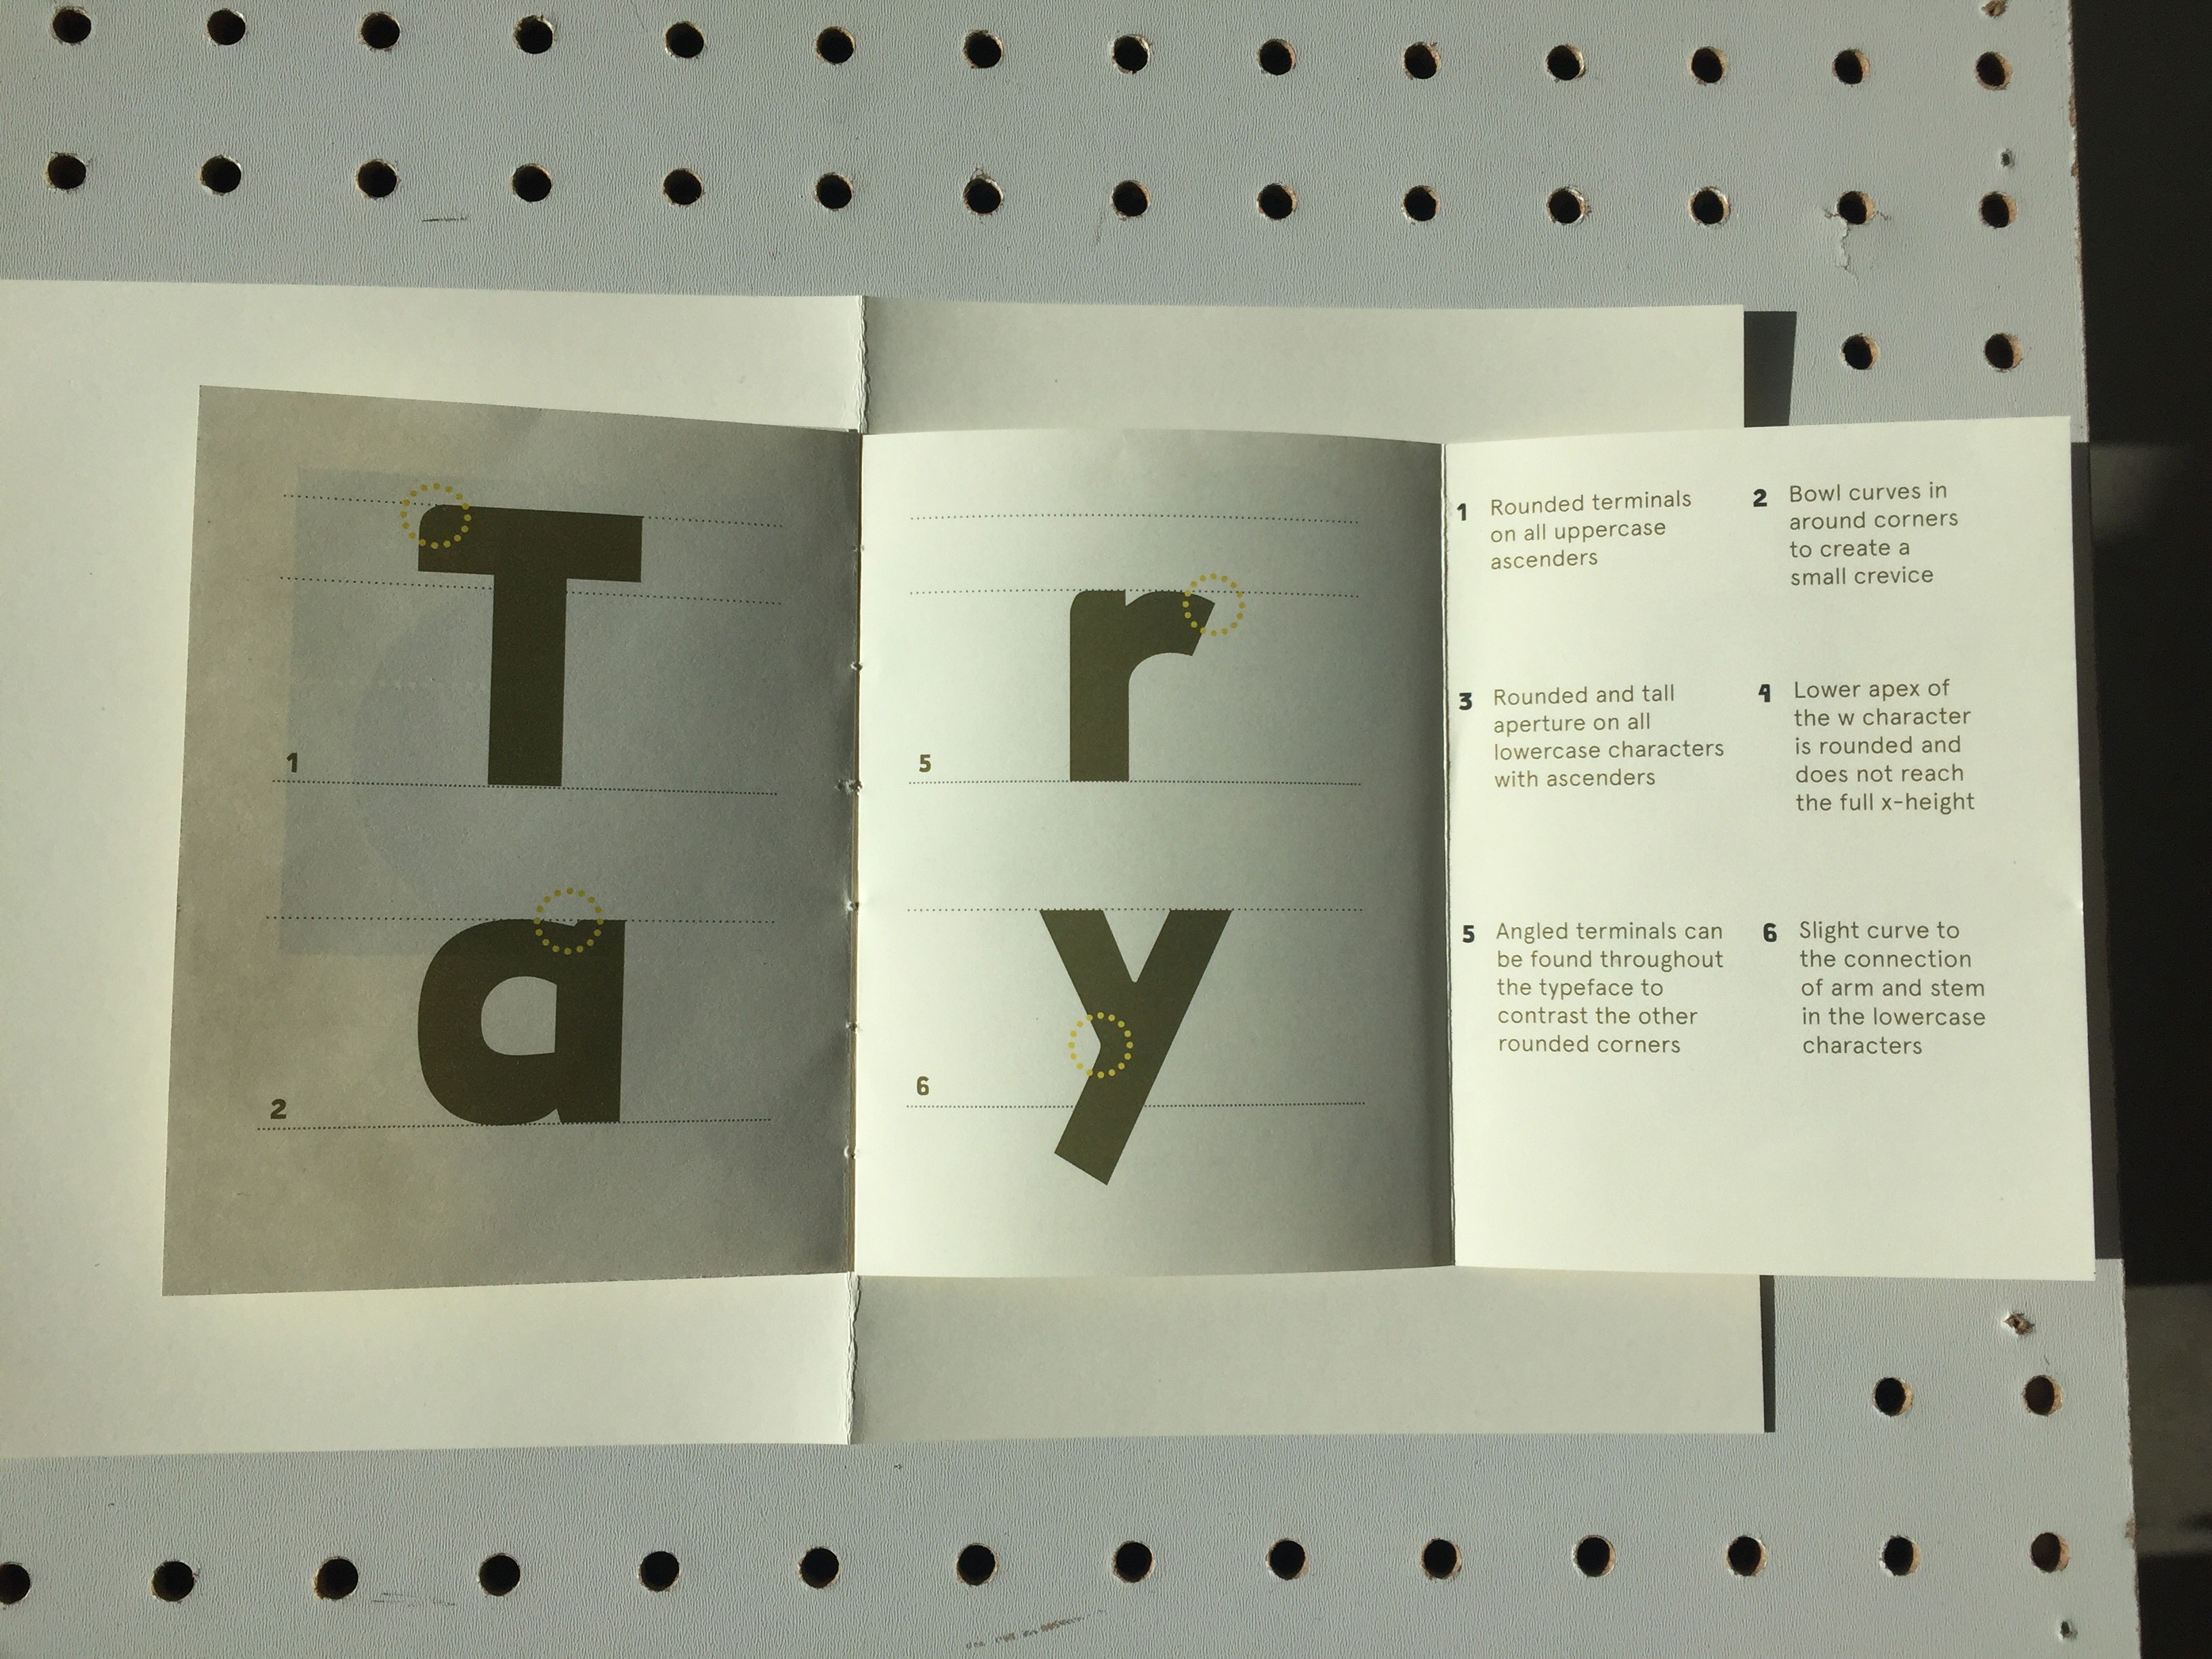 T
1
a
2
r
5
y
6
1 Rounded terminals
on all uppercase
ascenders
2 Bowl curves in
around corners
to create a
small crevice
3 Rounded and tall
aperture on all
lowercase characters
with ascenders
4 Lower apex of
the w character
is rounded and
does not reach
the full x-height
5 Angled terminals can
be found throughout
the typeface to
contrast the other
rounded corners
6 Slight curve to
the connection
of arm and stem
in the lowercase
characters